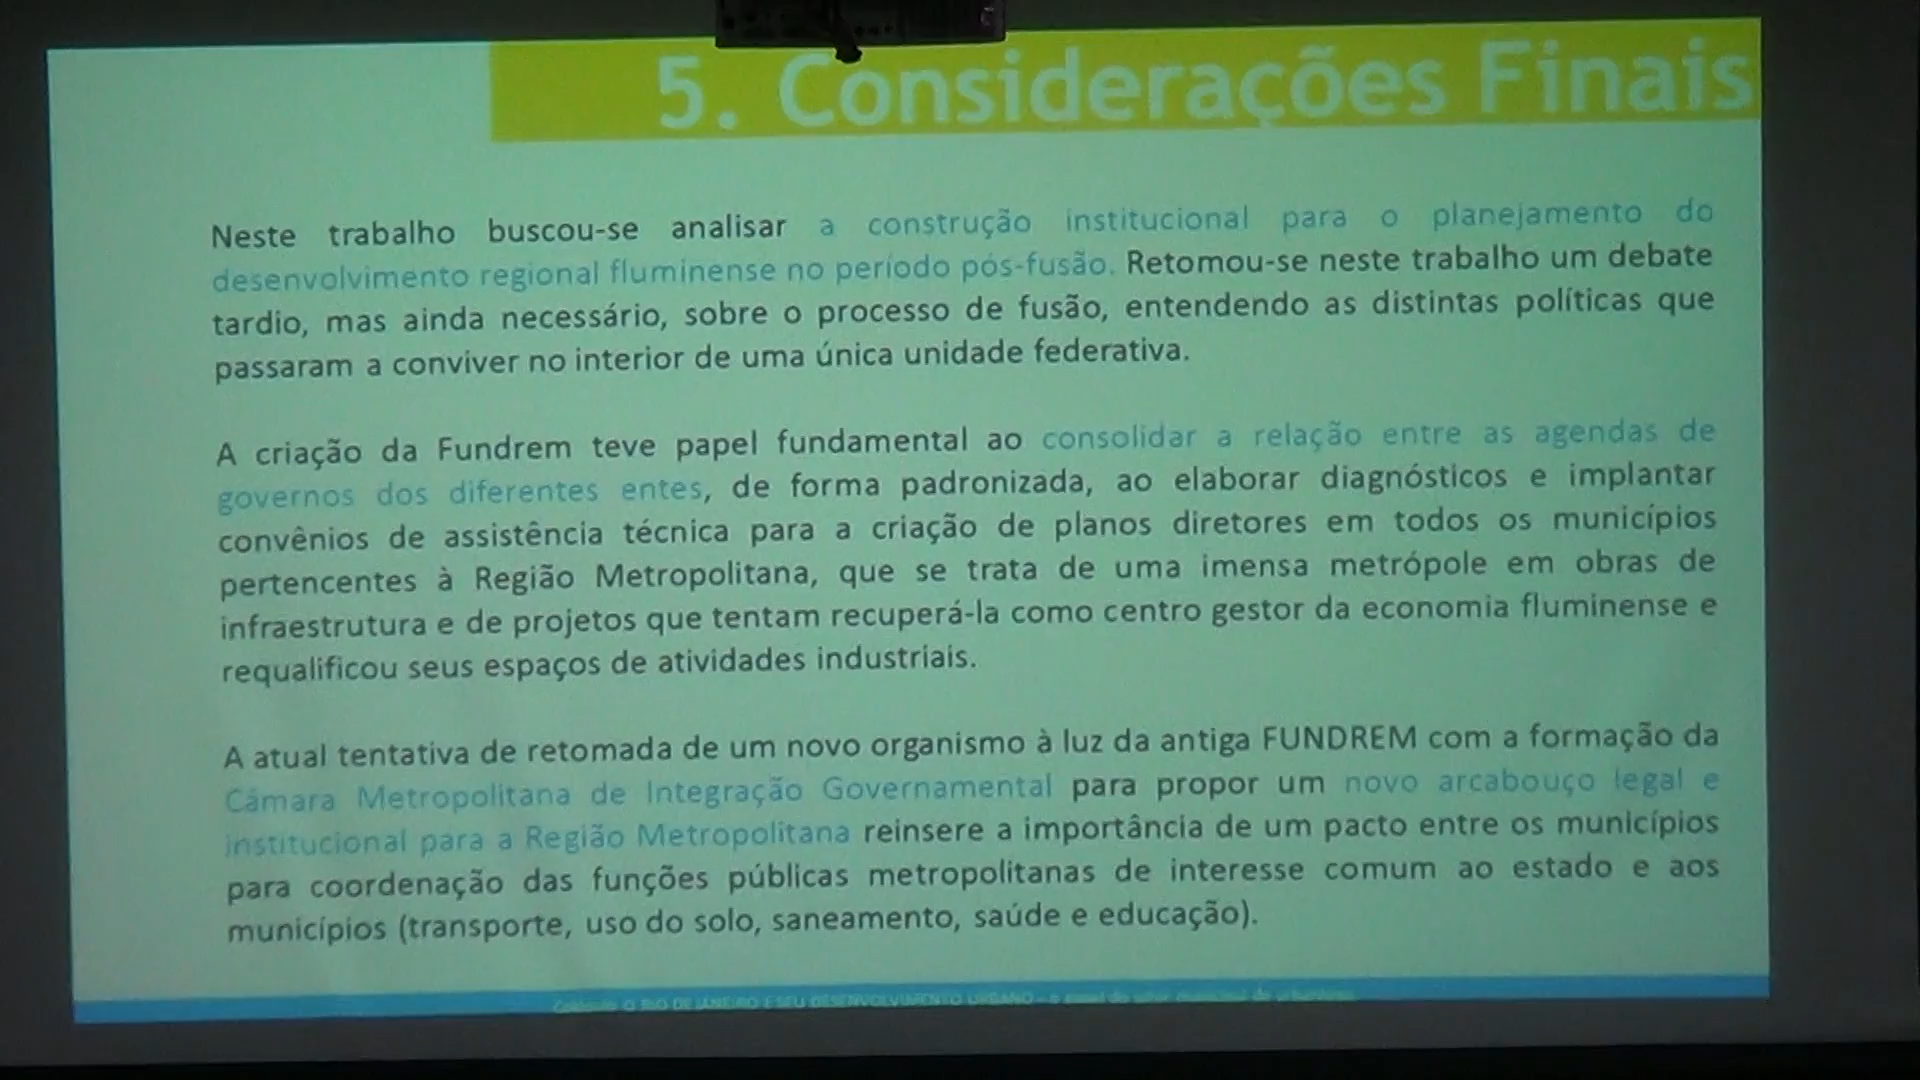 5. Considerações Finais
Neste trabalho buscou-se analisar a construção institucional para o planejamento do
desenvolvimento regional fluminense no período pós-fusão. Retomou-se neste trabalho um debate
tardio, mas ainda necessário, sobre o processo de fusão, entendendo as distintas políticas que
passaram a conviver no interior de uma única unidade federativa.
A criação da Fundrem teve papel fundamental ao consolidar a relação entre as agendas de
governos dos diferentes entes, de forma padronizada, ao elaborar diagnósticos e implantar
convênios de assistência técnica para a criação de planos diretores em todos os municípios
pertencentes à Região Metropolitana, que se trata de uma imensa metrópole em obras de
infraestrutura e de projetos que tentam recuperá-la como centro gestor da economia fluminense e
requalificou seus espaços de atividades industriais.
A atual tentativa de retomada de um novo organismo à luz da antiga FUNDREM com a formação da
Câmara Metropolitana de Integração Governamental para propor um novo arcabouço legal e
institucional para a Região Metropolitana reinsere a importância de um pacto entre os municípios
para coordenação das funções públicas metropolitanas de interesse comum ao estado e aos
municípios (transporte, uso do solo, saneamento, saúde e educação).
O RIO DE JANEIRO E SEU DESENVOLVIMENTO URBANO